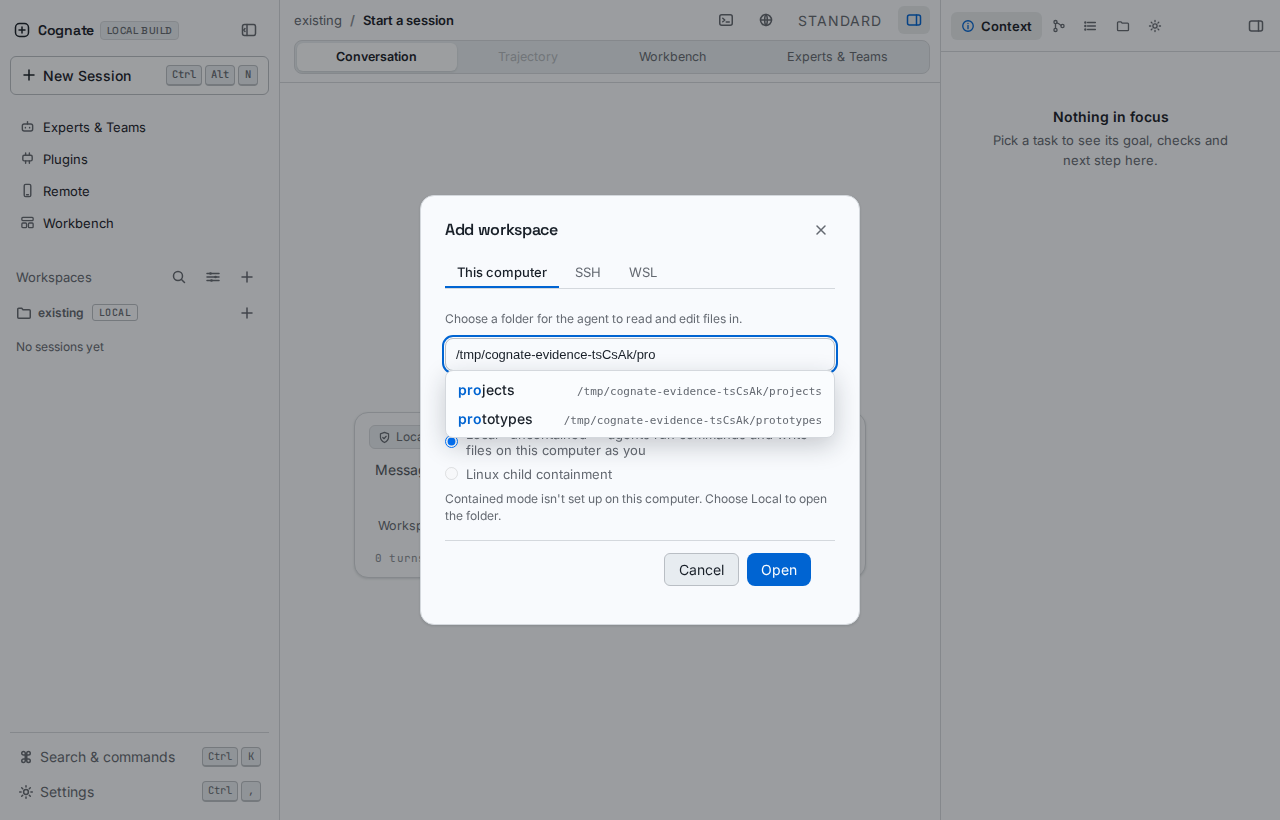 Cognate LOCAL BUILD
New Session Ctrl Alt N
Experts & Teams
Plugins
Remote
Workbench
Workspaces
existing LOCAL
No sessions yet
Search & commands Ctrl K
Settings Ctrl ,
existing / Start a session
STANDARD
Conversation Trajectory Workbench Experts & Teams
0 turn
Add workspace
This computer SSH WSL
Choose a folder for the agent to read and edit files in.
/tmp/cognate-evidence-tsCsAk/pro
projects /tmp/cognate-evidence-tsCsAk/projects
prototypes /tmp/cognate-evidence-tsCsAk/prototypes
files on this computer as you
Linux child containment
Contained mode isn't set up on this computer. Choose Local to open
the folder.
Cancel Open
Context
Nothing in focus
Pick a task to see its goal, checks and
next step here.